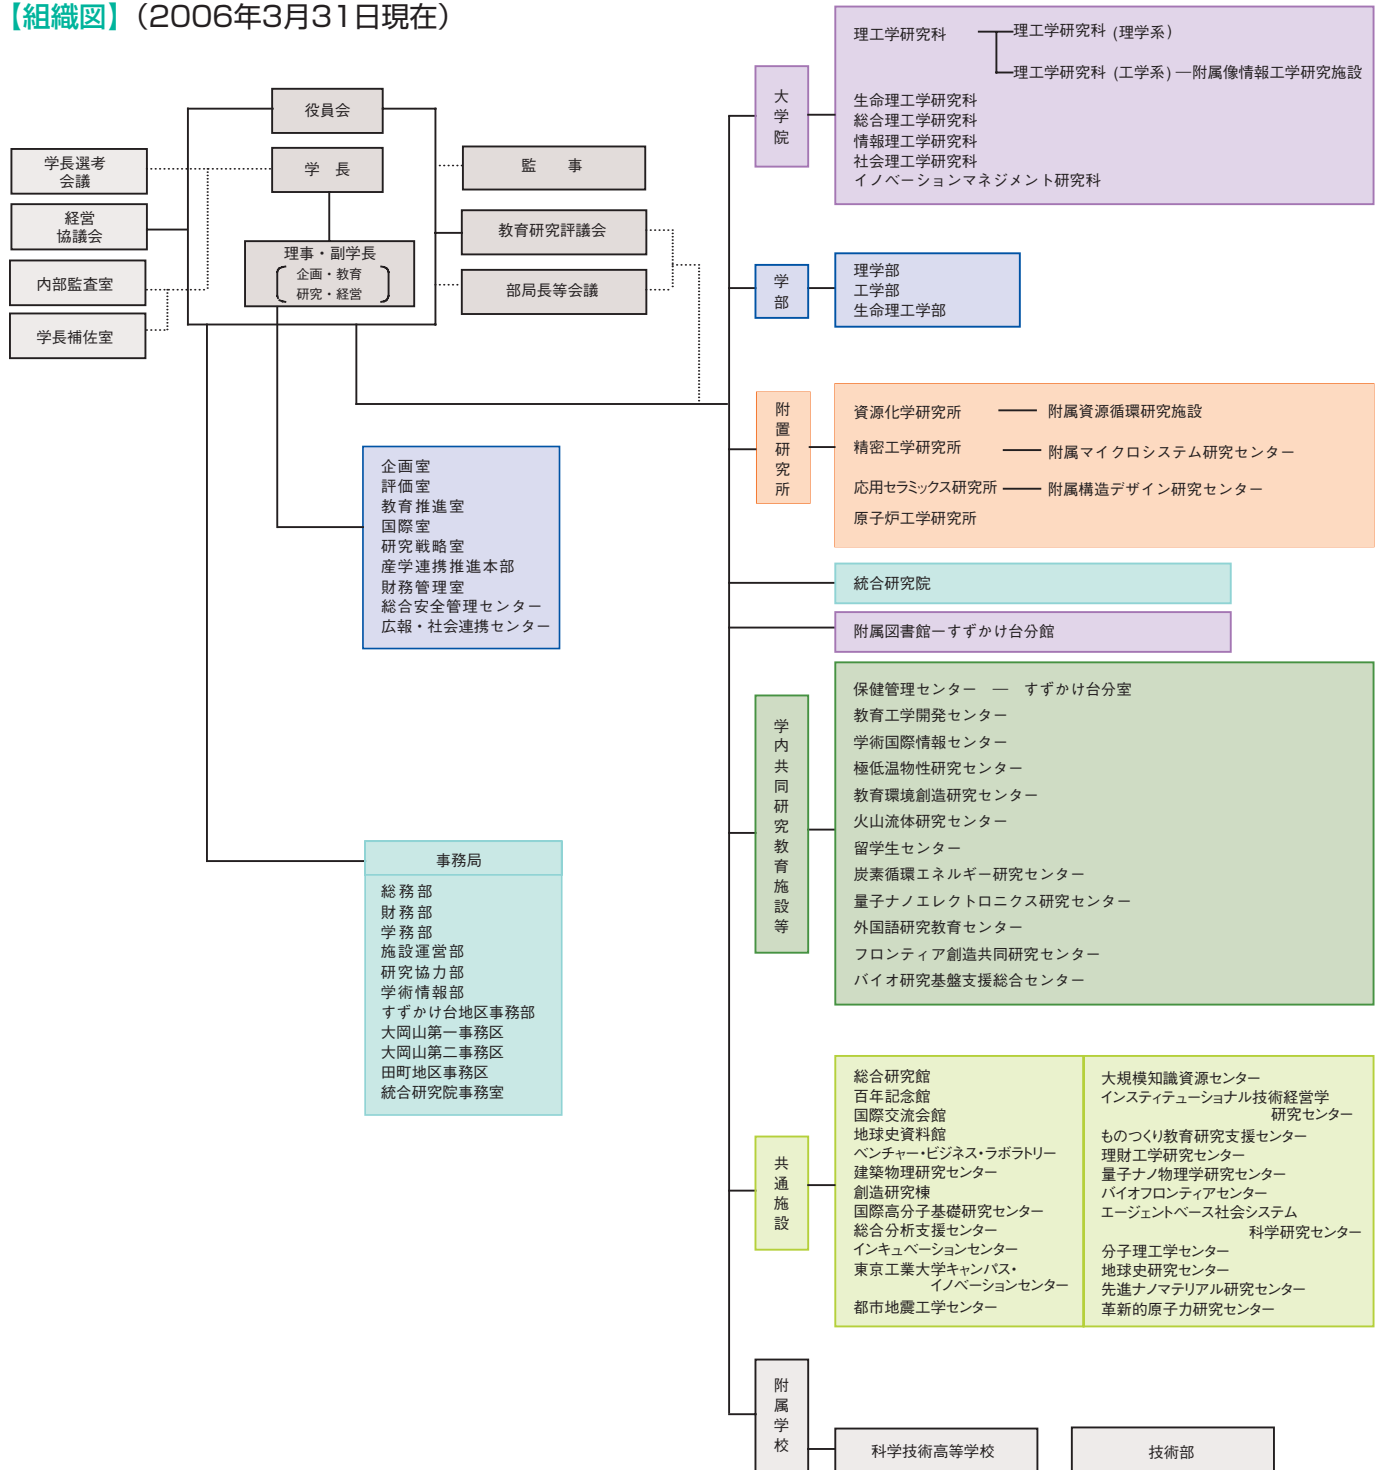 【組織図】（2006年3月31日現在）
役員会
学長選考
会議
学 長
監 事
経営
協議会
教育研究評議会
理事・副学長
企画・教育
研究・経営
内部監査室
部局長等会議
学長補佐室
企画室
評価室
教育推進室
国際室
研究戦略室
産学連携推進本部
財務管理室
総合安全管理センター
広報・社会連携センター
事務局
総務部
財務部
学務部
施設運営部
研究協力部
学術情報部
すずかけ台地区事務部
大岡山第一事務区
大岡山第二事務区
田町地区事務区
統合研究院事務室
大学院
理工学研究科
理工学研究科 (理学系)
理工学研究科 (工学系)―附属像情報工学研究施設
生命理工学研究科
総合理工学研究科
情報理工学研究科
社会理工学研究科
イノベーションマネジメント研究科
学部
理学部
工学部
生命理工学部
附置研究所
資源化学研究所 ―― 附属資源循環研究施設
精密工学研究所 ―― 附属マイクロシステム研究センター
応用セラミックス研究所 ―― 附属構造デザイン研究センター
原子炉工学研究所
統合研究院
附属図書館ーすずかけ台分館
学内共同研究教育施設等
保健管理センター ― すずかけ台分室
教育工学開発センター
学術国際情報センター
極低温物性研究センター
教育環境創造研究センター
火山流体研究センター
留学生センター
炭素循環エネルギー研究センター
量子ナノエレクトロニクス研究センター
外国語研究教育センター
フロンティア創造共同研究センター
バイオ研究基盤支援総合センター
共通施設
総合研究館
百年記念館
国際交流会館
地球史資料館
ベンチャー・ビジネス・ラボラトリー
建築物理研究センター
創造研究棟
国際高分子基礎研究センター
総合分析支援センター
インキュベーションセンター
東京工業大学キャンパス・
イノベーションセンター
都市地震工学センター
大規模知識資源センター
インスティテューショナル技術経営学
研究センター
ものつくり教育研究支援センター
理財工学研究センター
量子ナノ物理学研究センター
バイオフロンティアセンター
エージェントベース社会システム
科学研究センター
分子理工学センター
地球史研究センター
先進ナノマテリアル研究センター
革新的原子力研究センター
附属学校
科学技術高等学校
技術部